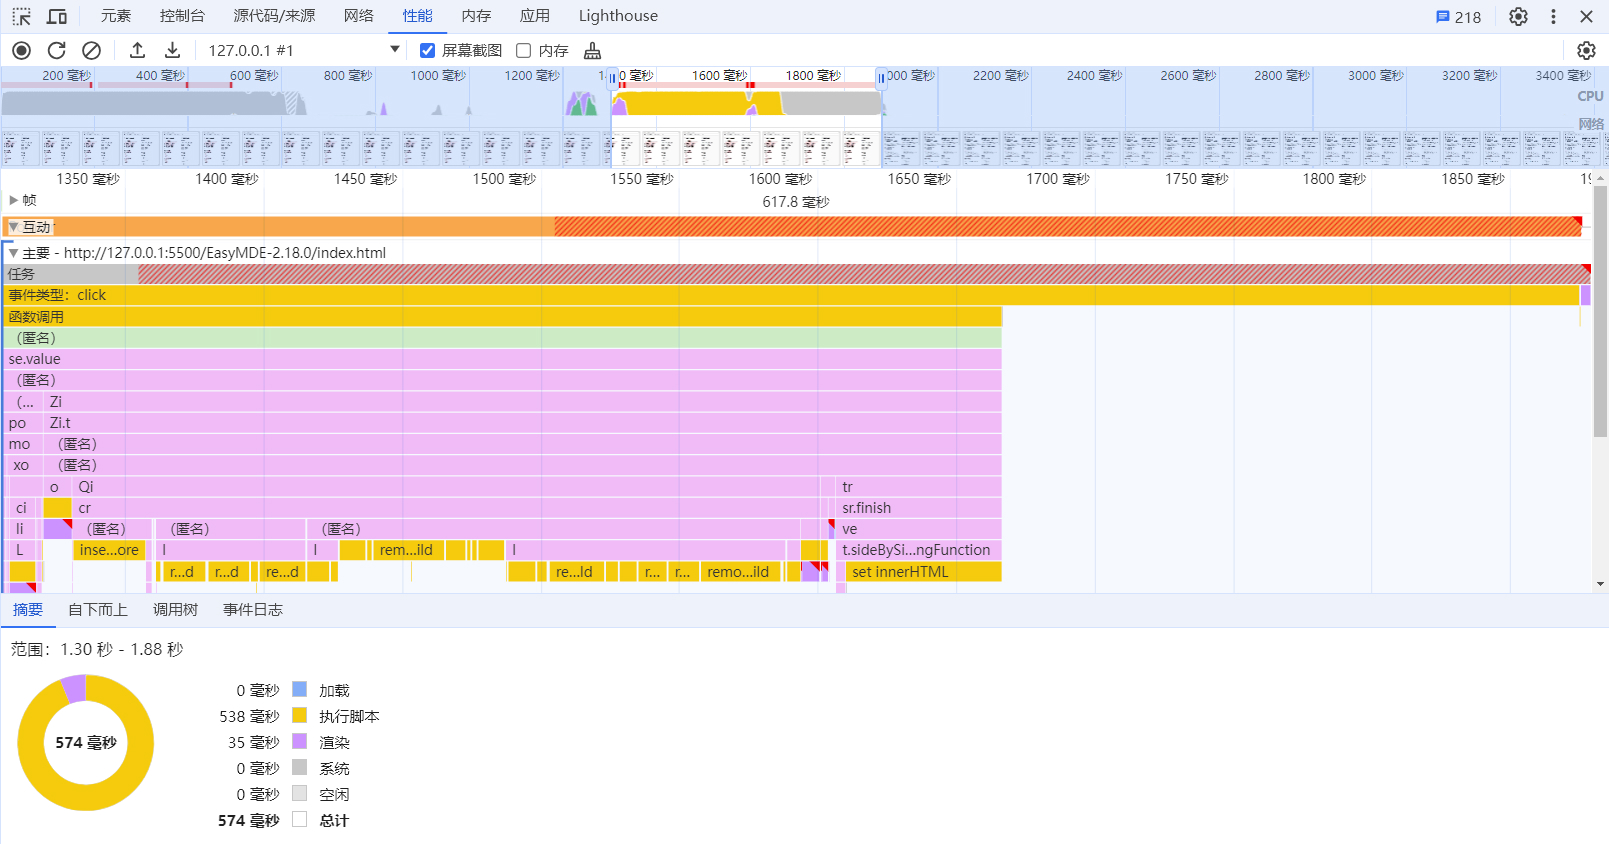 元素 控制台 源代码/来源 网络 性能 内存 应用 Lighthouse 218
127.0.0.1 #1 屏幕截图 内存
200 毫秒 400 毫秒 600 毫秒 800 毫秒 1000 毫秒 1200 毫秒 毫秒 1600 毫秒 1800 毫秒 毫秒 2200 毫秒 2400 毫秒 2600 毫秒 2800 毫秒 3000 毫秒 3200 毫秒 3400 毫秒
CPU
网络
1350 毫秒 1400 毫秒 1450 毫秒 1500 毫秒 1550 毫秒 1600 毫秒 1650 毫秒 1700 毫秒 1750 毫秒 1800 毫秒 1850 毫秒
帧 617.8 毫秒
互动
主要 - http://127.0.0.1:5500/EasyMDE-2.18.0/index.html
任务
事件类型：click
函数调用
（匿名）
se.value
（匿名）
(... Zi
po Zi.t
mo （匿名）
xo （匿名）
o Qi tr
ci cr sr.finish
li （匿名） （匿名） （匿名） ve
L inse...ore l l rem...ild l t.sideBySi...ngFunction
r...d r...d re...d re...ld r... r... remo...ild set innerHTML
摘要 自下而上 调用树 事件日志
范围：1.30 秒 - 1.88 秒
574 毫秒
0 毫秒 加载
538 毫秒 执行脚本
35 毫秒 渲染
0 毫秒 系统
0 毫秒 空闲
574 毫秒 总计